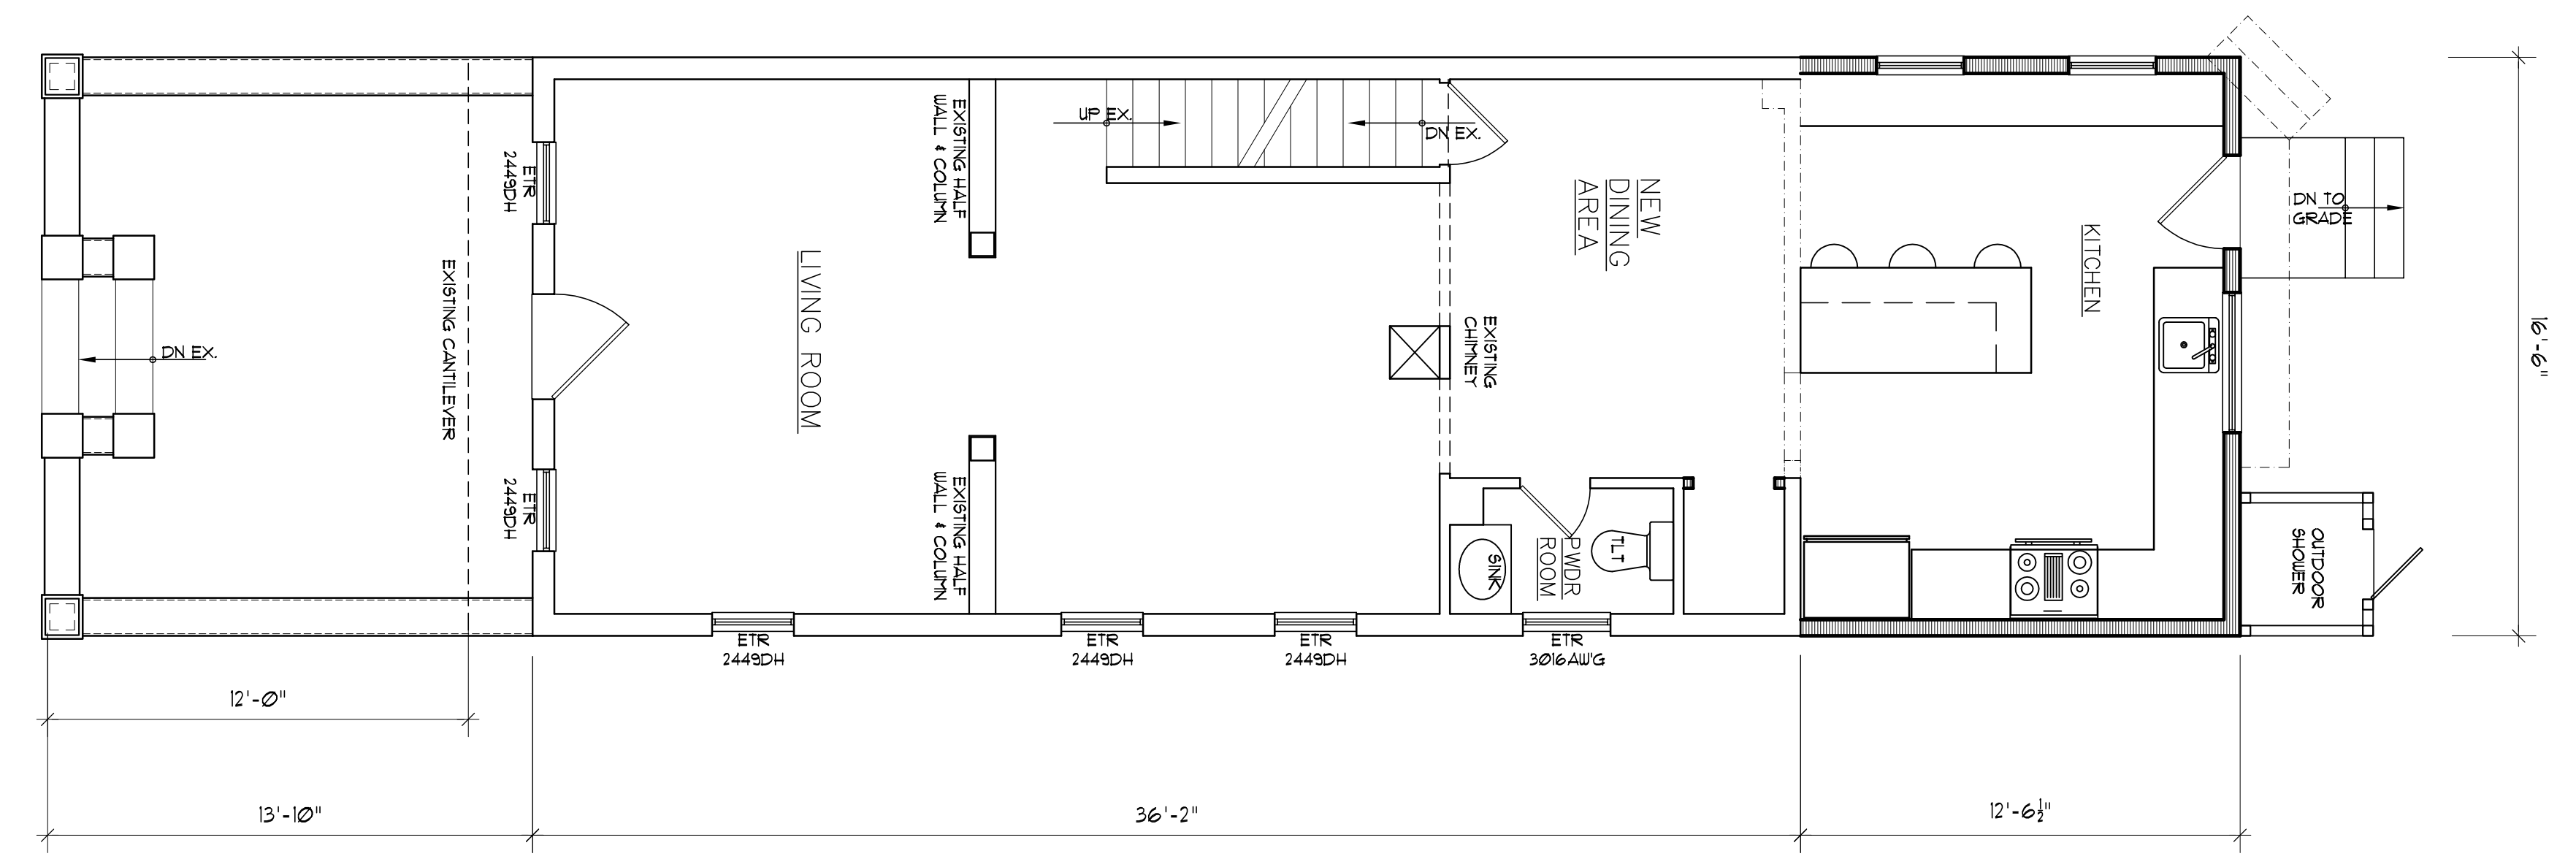 EXISTING HALF
WALL & COLUMN
UP EX.
DN EX.
ETR
2449DH
NEW
DINING
AREA
DN TO
GRADE
KITCHEN
LIVING ROOM
EXISTING CANTILEVER
DN EX.
EXISTING
CHIMNEY
16'-6"
ETR
2449DH
EXISTING HALF
WALL & COLUMN
SINK
PWDR
ROOM
TLT
OUTDOOR
SHOWER
ETR
2449DH
ETR
2449DH
ETR
2449DH
ETR
3016AW'G
12'-0"
13'-10"
36'-2"
12'-6½"